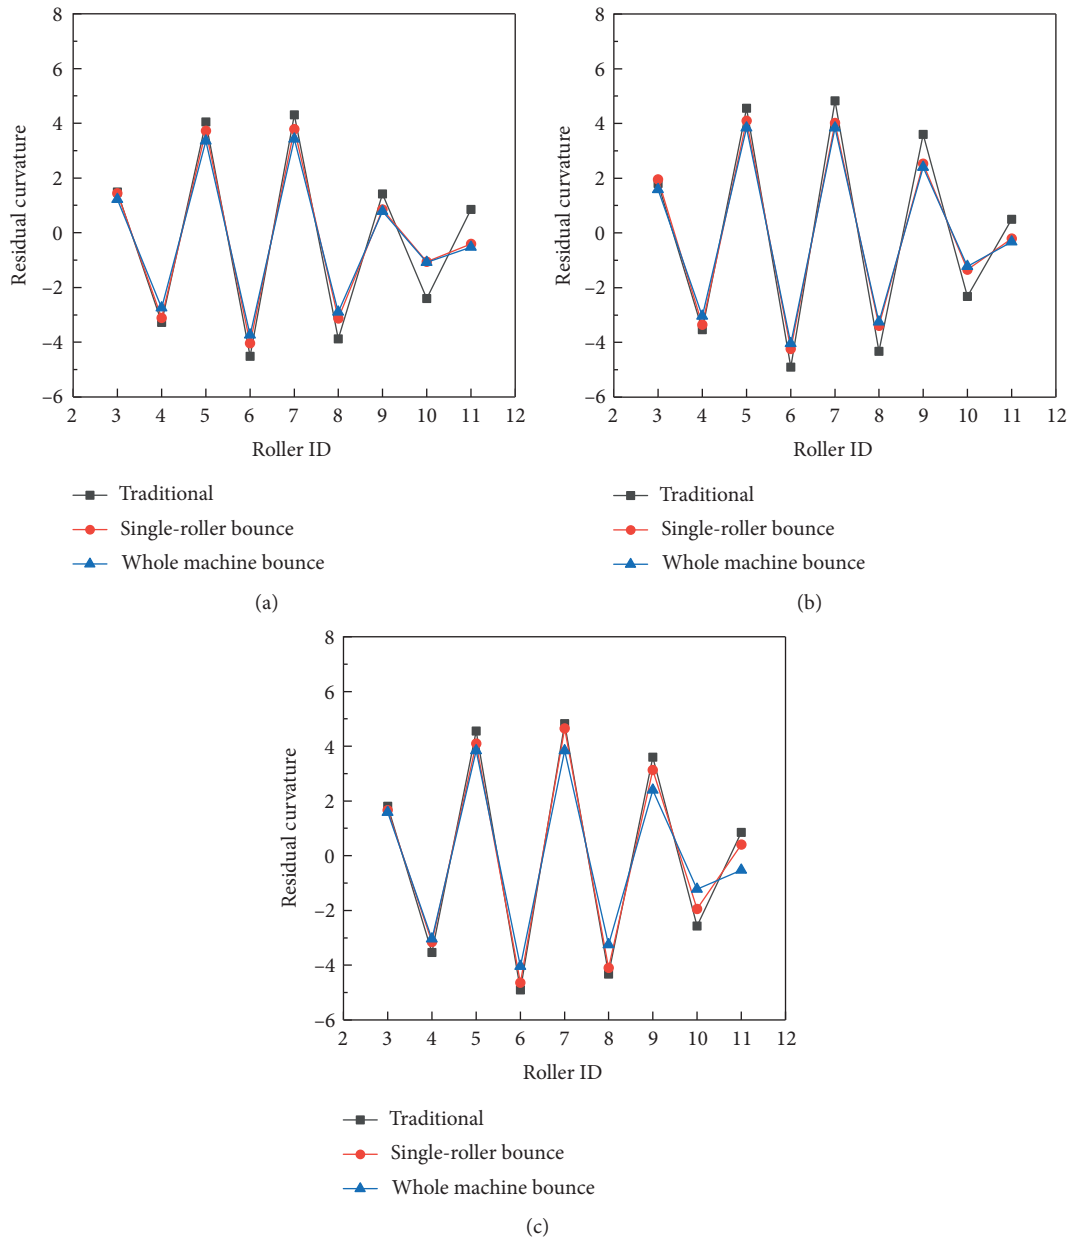 8
6
4
2
0
−2
−4
−6
Residual curvature
2 3 4 5 6 7 8 9 10 11 12
Roller ID
Traditional
Single-roller bounce
Whole machine bounce
(a)
8
6
4
2
0
−2
−4
−6
Residual curvature
2 3 4 5 6 7 8 9 10 11 12
Roller ID
Traditional
Single-roller bounce
Whole machine bounce
(b)
8
6
4
2
0
−2
−4
−6
Residual curvature
2 3 4 5 6 7 8 9 10 11 12
Roller ID
Traditional
Single-roller bounce
Whole machine bounce
(c)